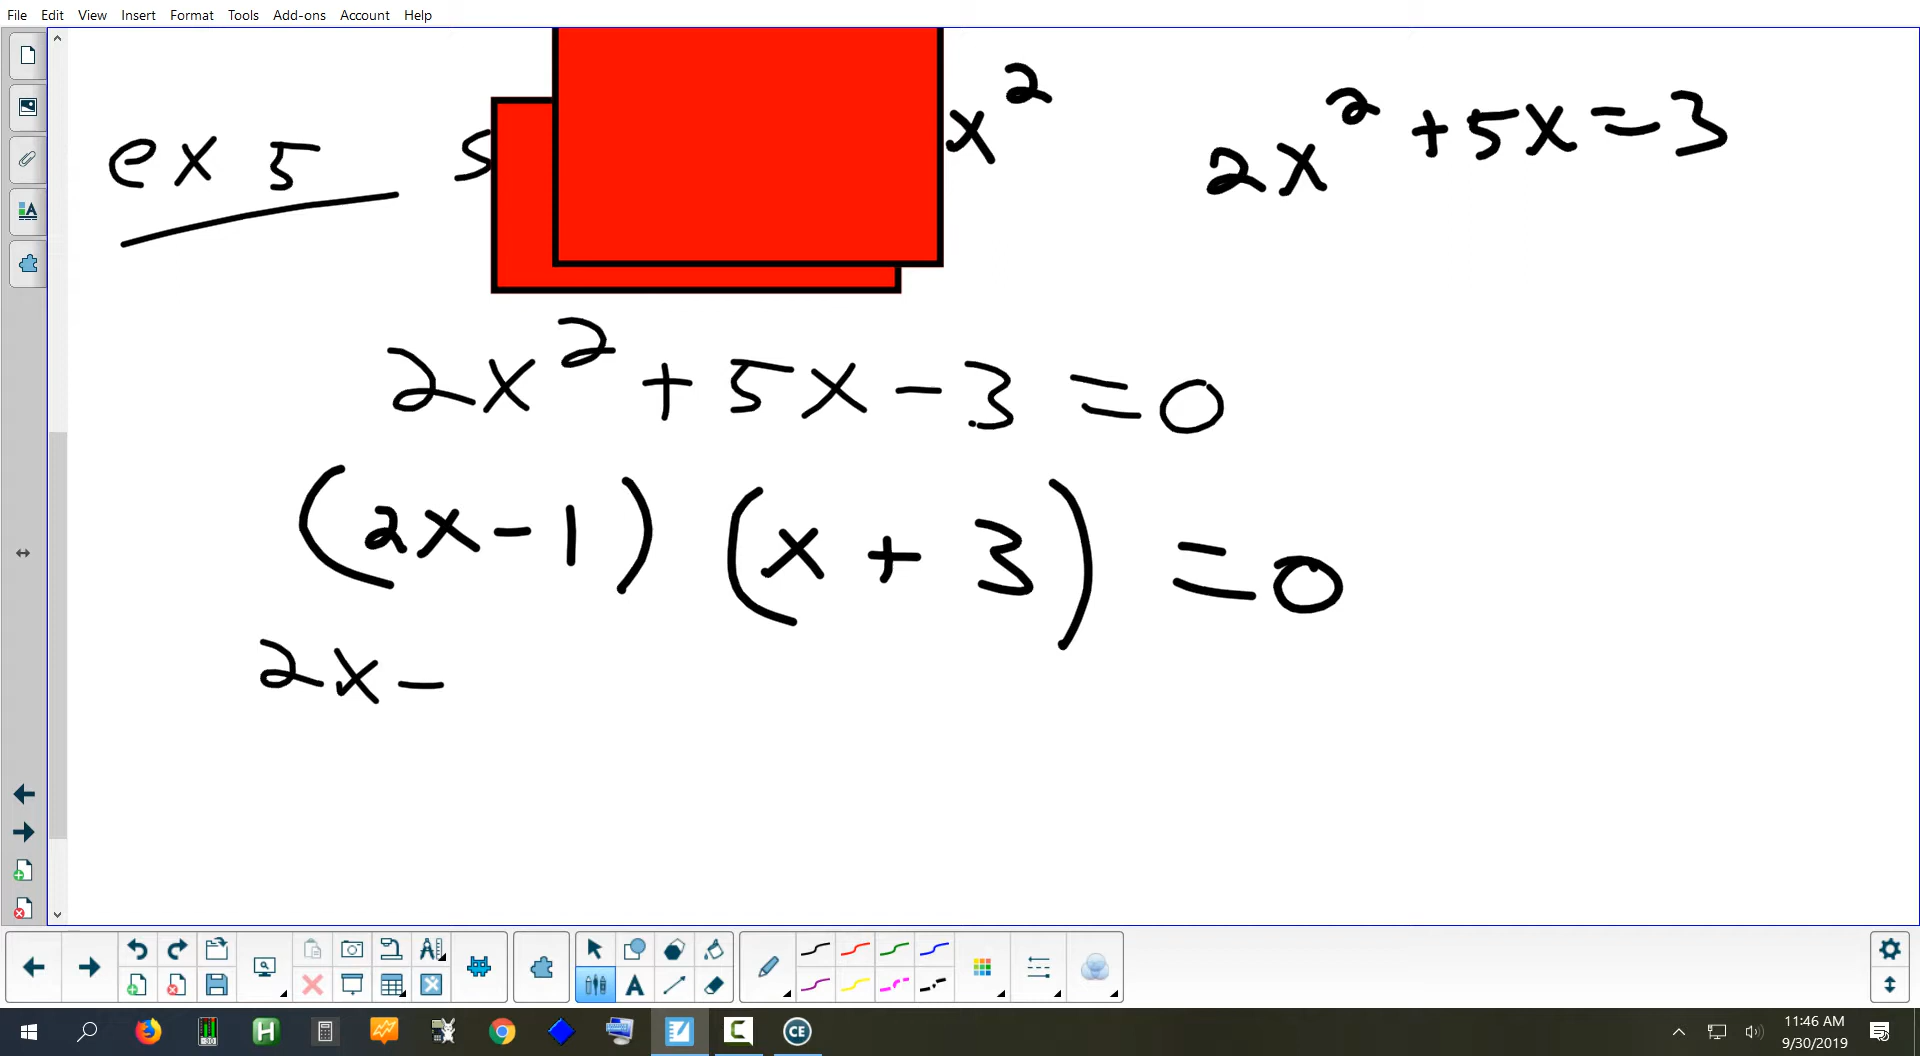 File Edit View Insert Format Tools Add-ons Account Help
ex 5
x²
2x² + 5x = 3
2x² + 5x - 3 = 0
(2x - 1) (x + 3) = 0
2x -
11:46 AM
9/30/2019